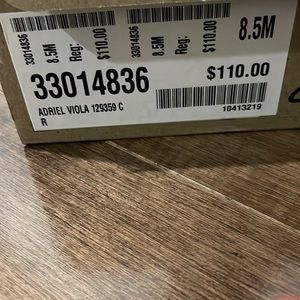 33014836
8.5M
Reg:
$110.00
33014836
8.5M
Reg:
$110.00
8.5M
33014836
$110.00
ADRIEL VIOLA 129359 C
R
10413219